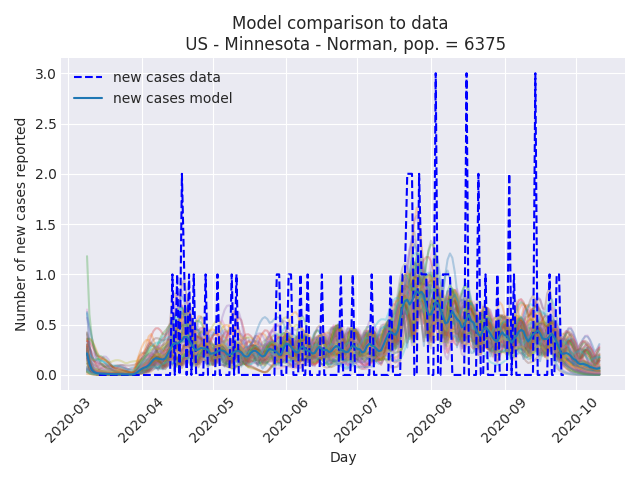 Model comparison to data
US - Minnesota - Norman, pop. = 6375
new cases data
new cases model
Number of new cases reported
3.0
2.5
2.0
1.5
1.0
0.5
0.0
2020-03
2020-04
2020-05
2020-06
2020-07
2020-08
2020-09
2020-10
Day